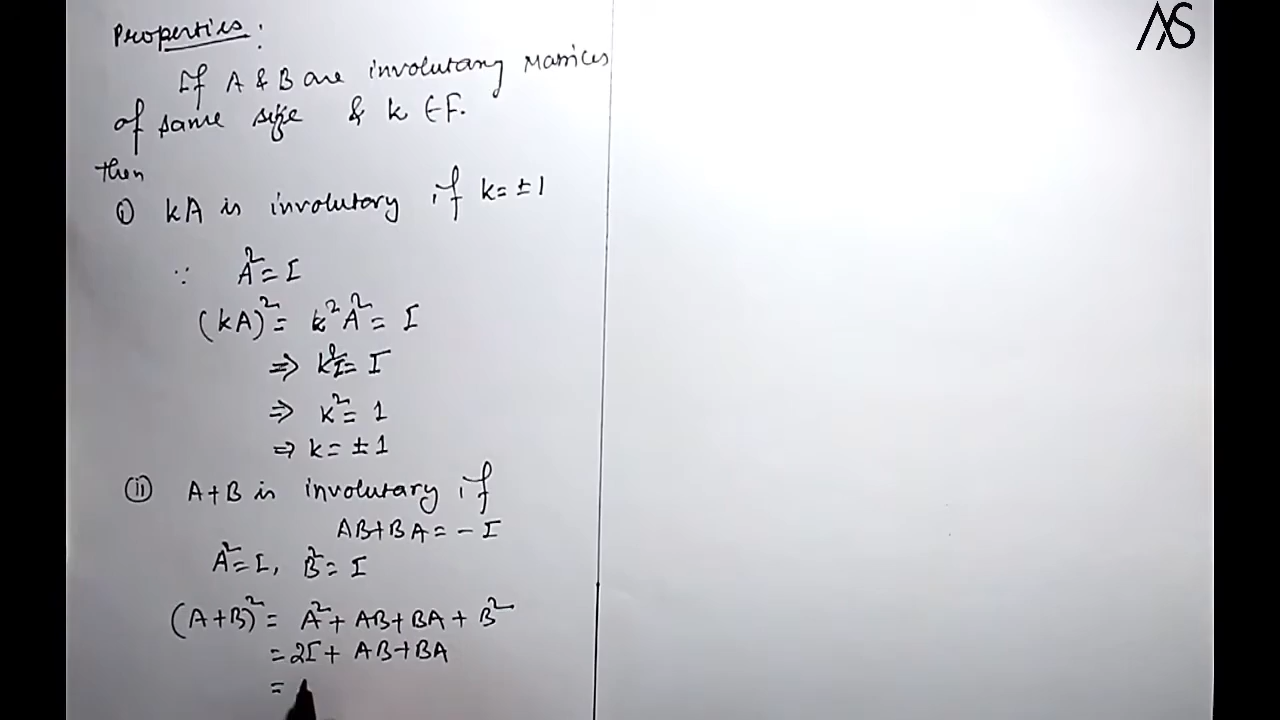 Properties:
If A & B are involutary Matrices
of same size & k ∈ F.
then
(i) kA is involutory if k = ±1
∵ A² = I
(kA)² = k²A² = I
⇒ k²I = I
⇒ k² = 1
⇒ k = ±1
(ii) A+B is involutary if
AB+BA = -I
A² = I, B² = I
(A+B)² = A² + AB + BA + B²
= 2I + AB + BA
=
NS